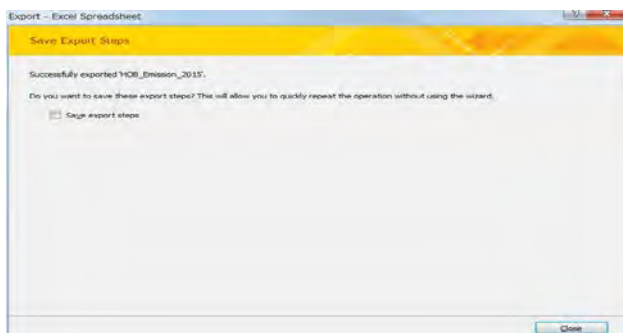 Export - Excel Spreadsheet
Save Export Steps
Successfully exported 'HOB_Emission_2015'.
Do you want to save these export steps? This will allow you to quickly repeat the operation without using the wizard.
Save export steps
Close